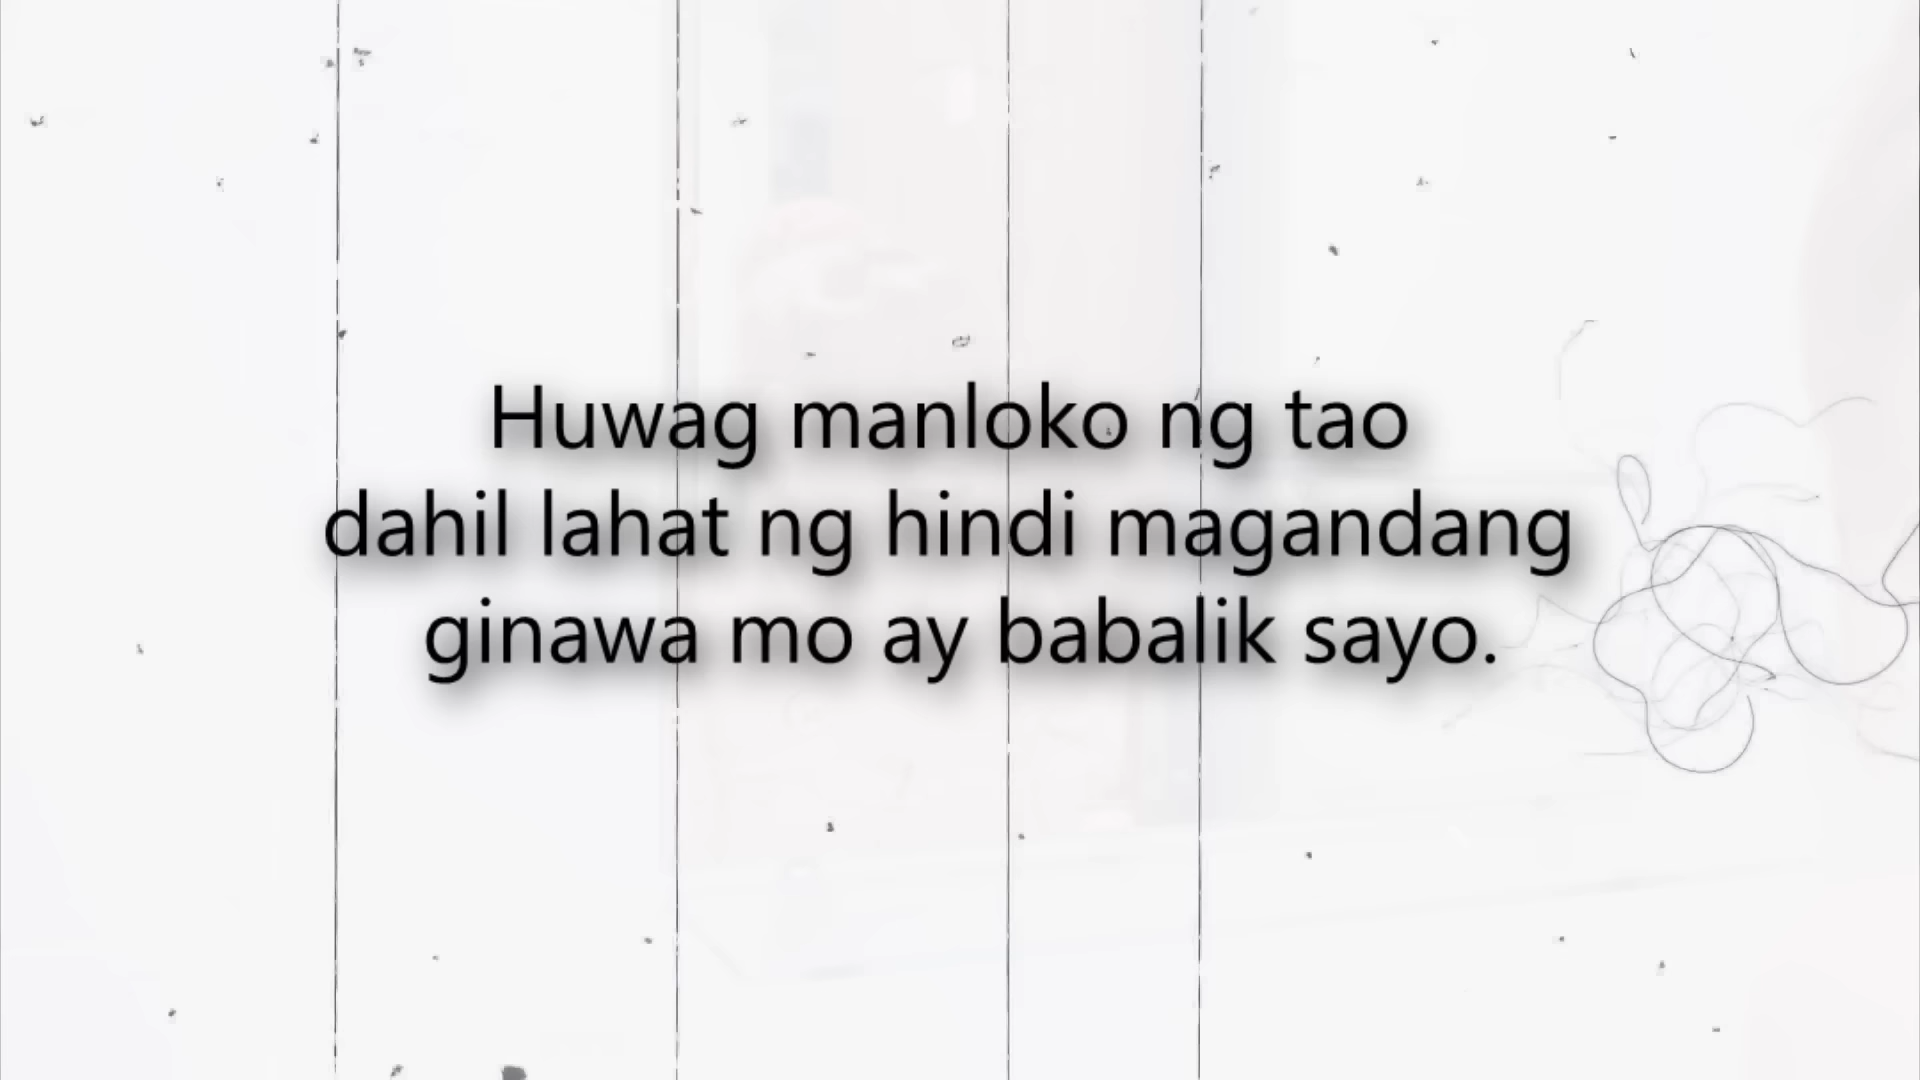 Huwag manloko ng tao
dahil lahat ng hindi magandang
ginawa mo ay babalik sayo.